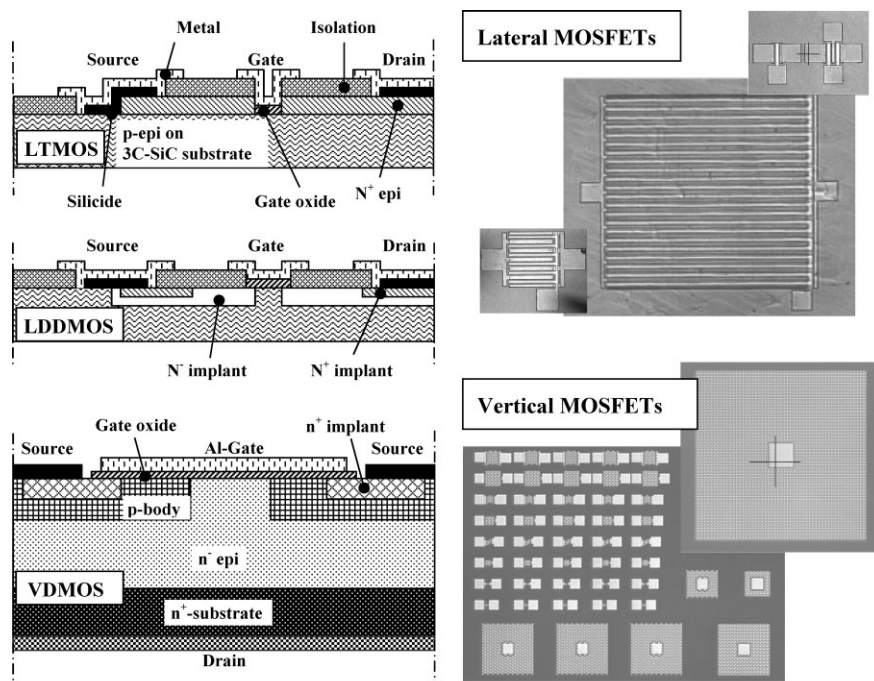 Metal
Source Gate Isolation Drain
LTMOS
p-epi on
3C-SiC substrate
N⁺ epi
Silicide Gate oxide
Source Gate Drain
LDDMOS
N⁻ implant N⁺ implant
Gate oxide n⁺ implant
Source Al-Gate Source
p-body
n⁻ epi
VDMOS
n⁺-substrate
Drain
Lateral MOSFETs
Vertical MOSFETs